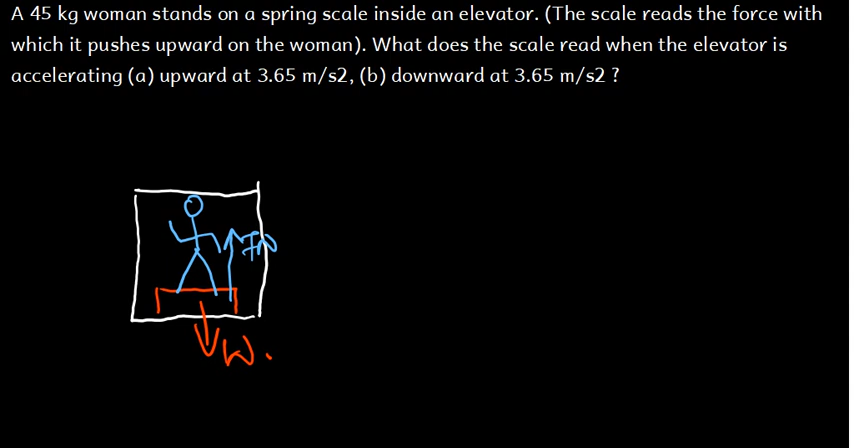 A 45 kg woman stands on a spring scale inside an elevator. (The scale reads the force with
which it pushes upward on the woman). What does the scale read when the elevator is
accelerating (a) upward at 3.65 m/s2, (b) downward at 3.65 m/s2 ?